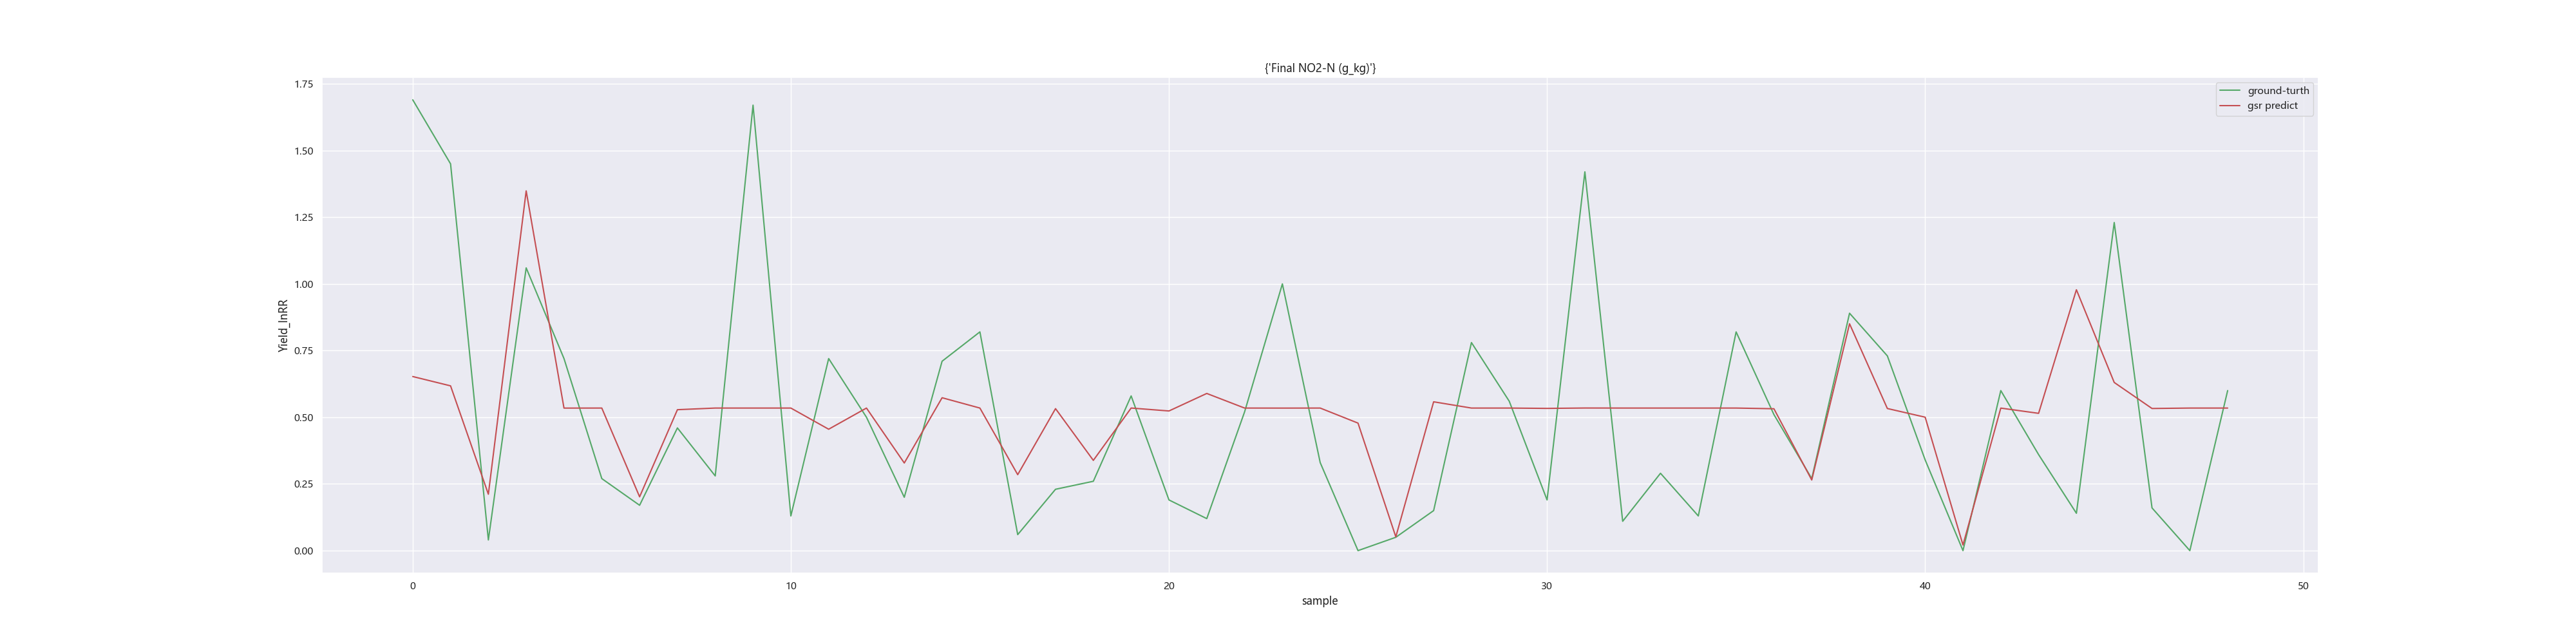 {'Final NO2-N (g_kg)'}
ground-turth
gsr predict
1.75
1.50
1.25
1.00
0.75
0.50
0.25
0.00
Yield_lnRR
0 10 20 30 40 50
sample